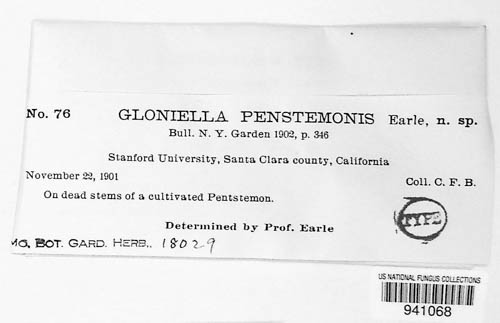 No. 76 GLONIELLA PENSTEMONIS Earle, n. sp.
Bull. N. Y. Garden 1902, p. 346
Stanford University, Santa Clara county, California
November 22, 1901 Coll. C. F. B.
On dead stems of a cultivated Pentstemon.
TYPE
Determined by Prof. Earle
MO. BOT. GARD. HERB.. 18029
US NATIONAL FUNGUS COLLECTIONS
941068